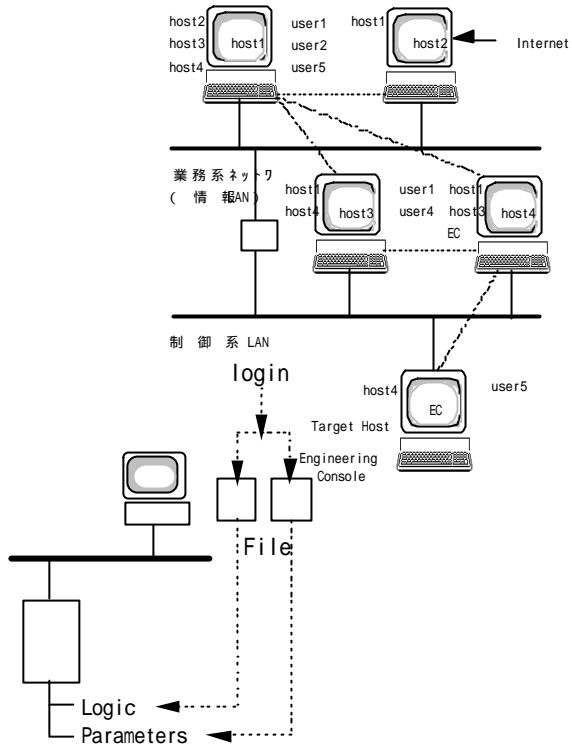 host2 user1 host1
host3 host1 user2 host2 Internet
host4 user5
業務系ネットワ
( 情 報AN)
host1 user1 host1
host4 host3 user4 host3 host4
EC
制 御 系 LAN
login
host4 EC user5
Target Host
Engineering
Console
File
Logic
Parameters